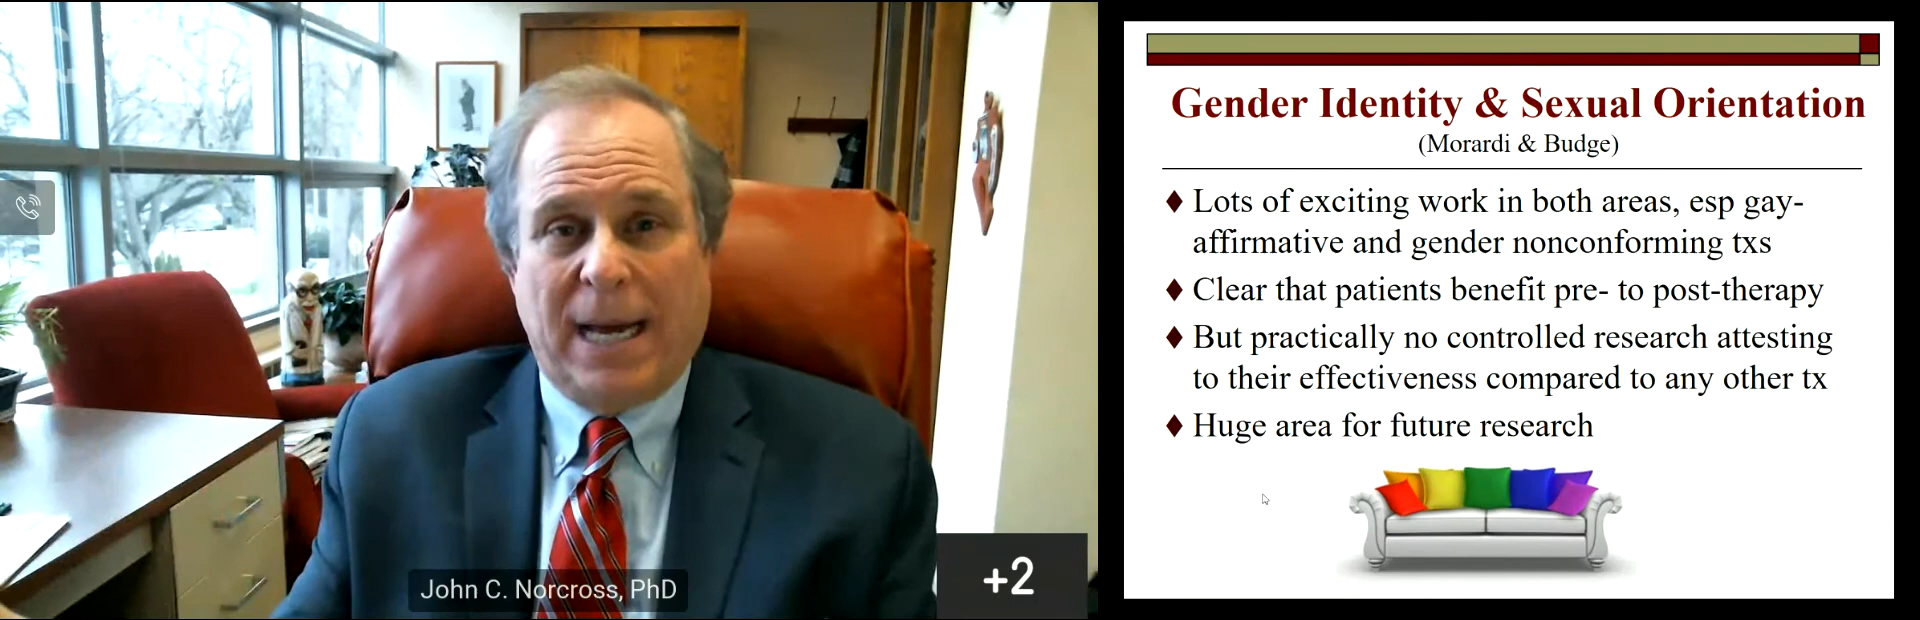 John C. Norcross, PhD
+2
Gender Identity & Sexual Orientation
(Morardi & Budge)
♦ Lots of exciting work in both areas, esp gay-
affirmative and gender nonconforming txs
♦ Clear that patients benefit pre- to post-therapy
♦ But practically no controlled research attesting
to their effectiveness compared to any other tx
♦ Huge area for future research